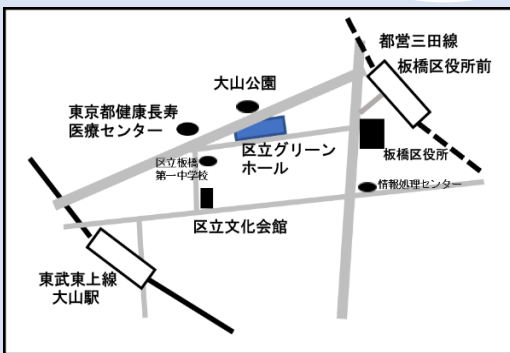 都営三田線
板橋区役所前
大山公園
東京都健康長寿
医療センター
区立グリーン
ホール
板橋区役所
区立板橋
第一中学校
情報処理センター
区立文化会館
東武東上線
大山駅